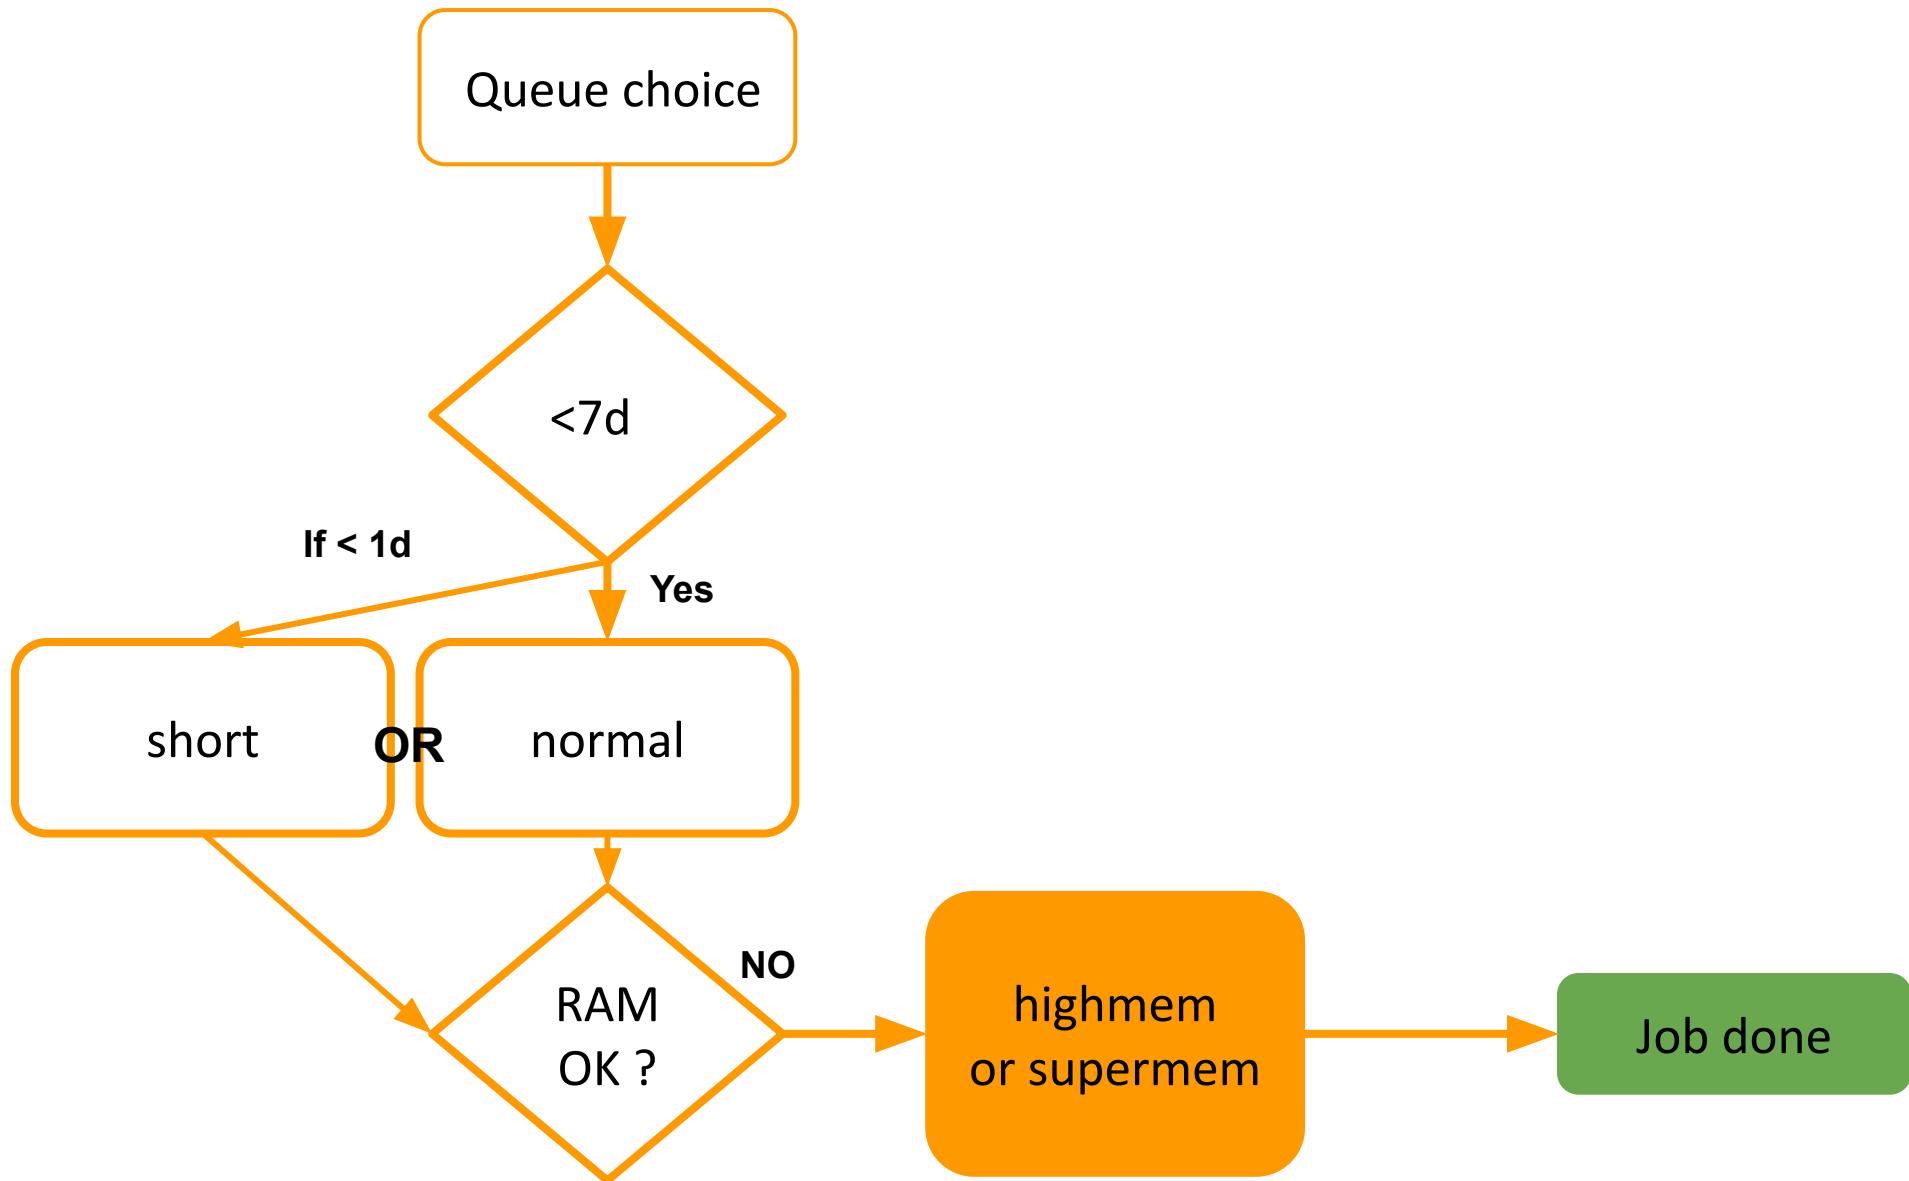 Queue choice
<7d
If < 1d
Yes
short
OR
normal
RAM
OK ?
NO
highmem
or supermem
Job done